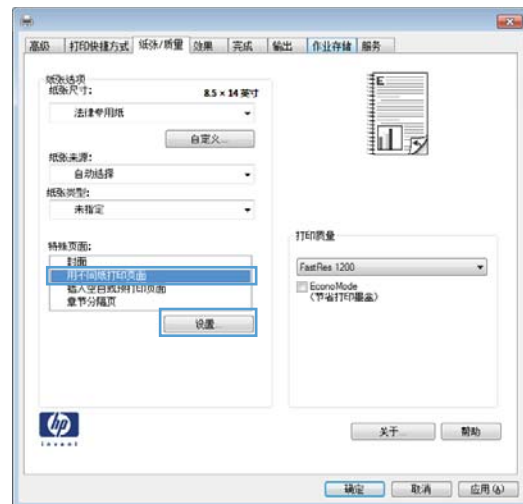 高级 打印快捷方式 纸张/质量 效果 完成 输出 作业存储 服务
纸张选项
纸张尺寸: 8.5 × 14 英寸
法律专用纸
自定义...
纸张来源:
自动选择
纸张类型:
未指定
特殊页面:
封面
用不同纸打印页面
插入空白或预打印页面
章节分隔页
设置...
E
打印质量
FastRes 1200
EconoMode
(节省打印墨盒)
hp
invent
关于... 帮助
确定 取消 应用(A)